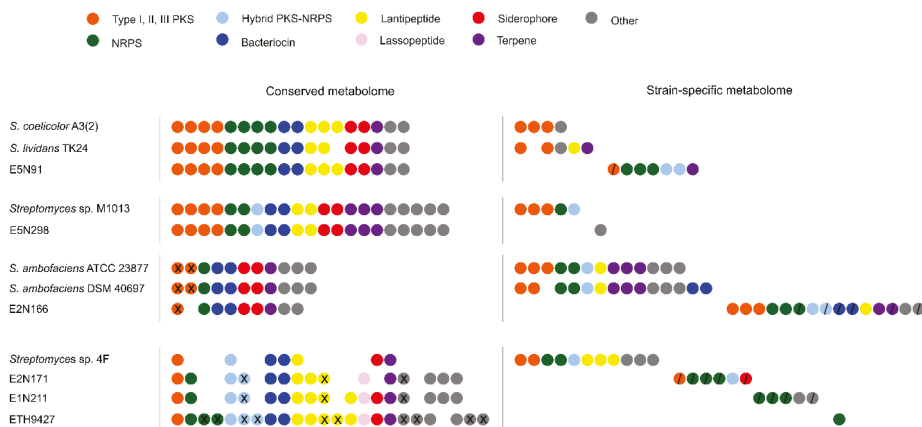 Type I, II, III PKS Hybrid PKS-NRPS Lantipeptide Siderophore Other
NRPS Bacteriocin Lassopeptide Terpene
Conserved metabolome Strain-specific metabolome
S. coelicolor A3(2)
S. lividans TK24
E5N91 /
Streptomyces sp. M1013
E5N298
S. ambofaciens ATCC 23877 X X
S. ambofaciens DSM 40697 X X
E2N166 X / / / / / / /
Streptomyces sp. 4F
E2N171 X X X / / / /
E1N211 X X X / / / /
ETH9427 X X X X X X X X X X